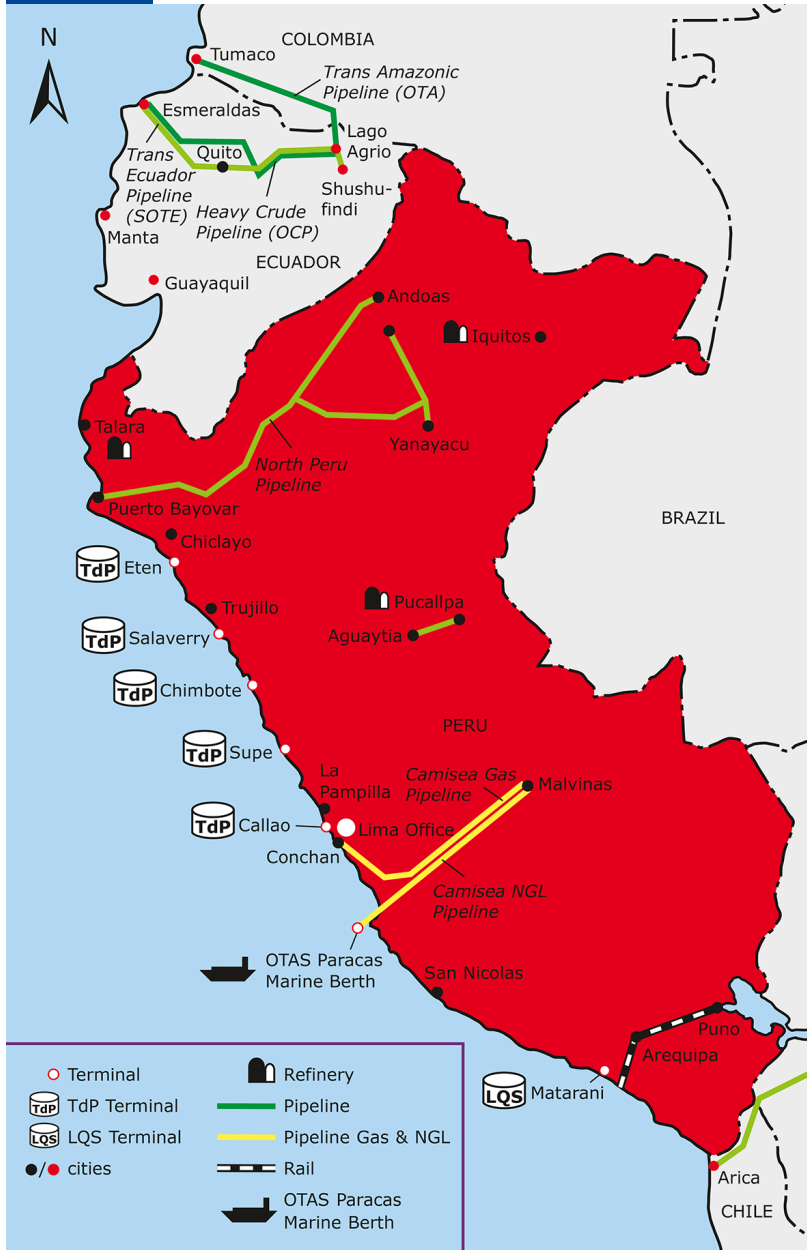 N
COLOMBIA
Tumaco
Trans Amazonic
Pipeline (OTA)
Esmeraldas
Lago
Agrio
Quito
Trans
Ecuador
Pipeline
(SOTE)
Heavy Crude
Pipeline (OCP)
Shushu-
findi
Manta
ECUADOR
Guayaquil
Andoas
Iquitos
Talara
Yanayacu
North Peru
Pipeline
Puerto Bayovar
BRAZIL
Chiclayo
TdP Eten
Trujillo
Pucallpa
TdP Salaverry
Aguaytia
TdP Chimbote
PERU
TdP Supe
La
Pampilla
Camisea Gas
Pipeline
Malvinas
TdP Callao
Lima Office
Conchan
Camisea NGL
Pipeline
OTAS Paracas
Marine Berth
San Nicolas
Puno
Arequipa
LQS Matarani
Arica
CHILE
Terminal
TdP TdP Terminal
LQS LQS Terminal
/ cities
Refinery
Pipeline
Pipeline Gas & NGL
Rail
OTAS Paracas
Marine Berth